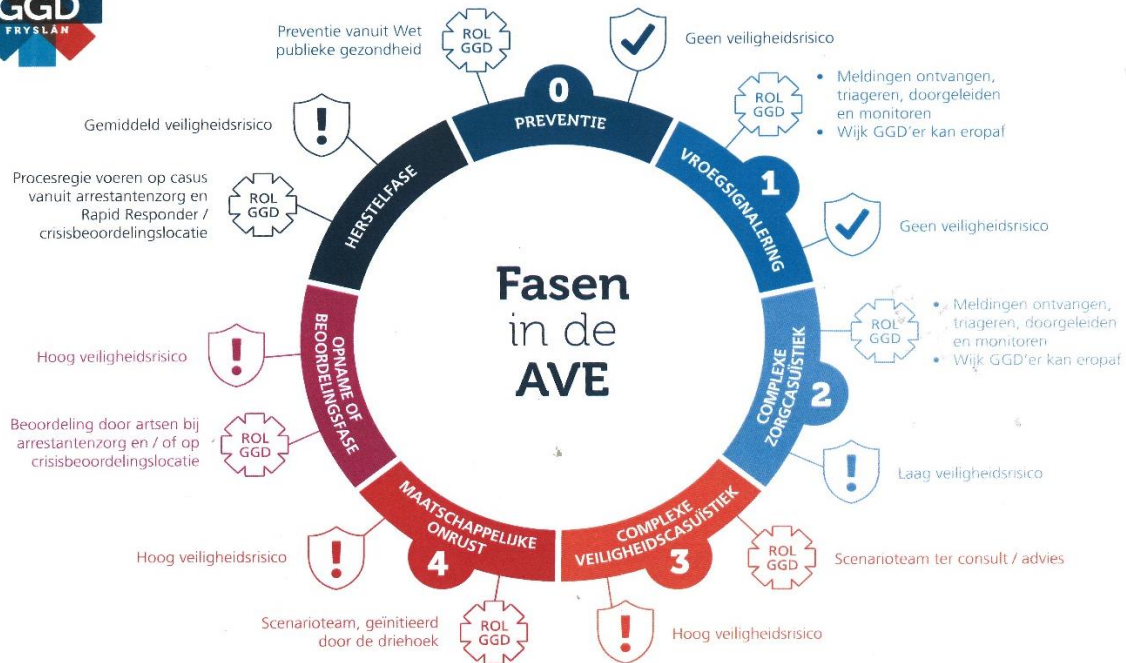 GGD
FRYSLÂN
Preventie vanuit Wet
publieke gezondheid
ROL
GGD
Geen veiligheidsrisico
0
PREVENTIE
ROL
GGD
• Meldingen ontvangen,
triageren, doorgeleiden
en monitoren
• Wijk GGD'er kan eropaf
1
VROEGSIGNALERING
Geen veiligheidsrisico
ROL
GGD
• Meldingen ontvangen,
triageren, doorgeleiden
en monitoren
• Wijk GGD'er kan eropaf
COMPLEXE
ZORGCASUÏSTIEK
2
Laag veiligheidsrisico
COMPLEXE
VEILIGHEIDSCASUÏSTIEK
3
ROL
GGD
Scenarioteam ter consult / advies
Hoog veiligheidsrisico
MAATSCHAPPELIJKE
ONRUST
4
Hoog veiligheidsrisico
Scenarioteam, geïnitieerd
door de driehoek
ROL
GGD
OPNAME OF
BEOORDELINGSFASE
Hoog veiligheidsrisico
Beoordeling door artsen bij
arrestantenzorg en / of op
crisisbeoordelingslocatie
ROL
GGD
HERSTELFASE
Gemiddeld veiligheidsrisico
Procesregie voeren op casus
vanuit arrestantenzorg en
Rapid Responder /
crisisbeoordelingslocatie
ROL
GGD
Fasen
in de
AVE